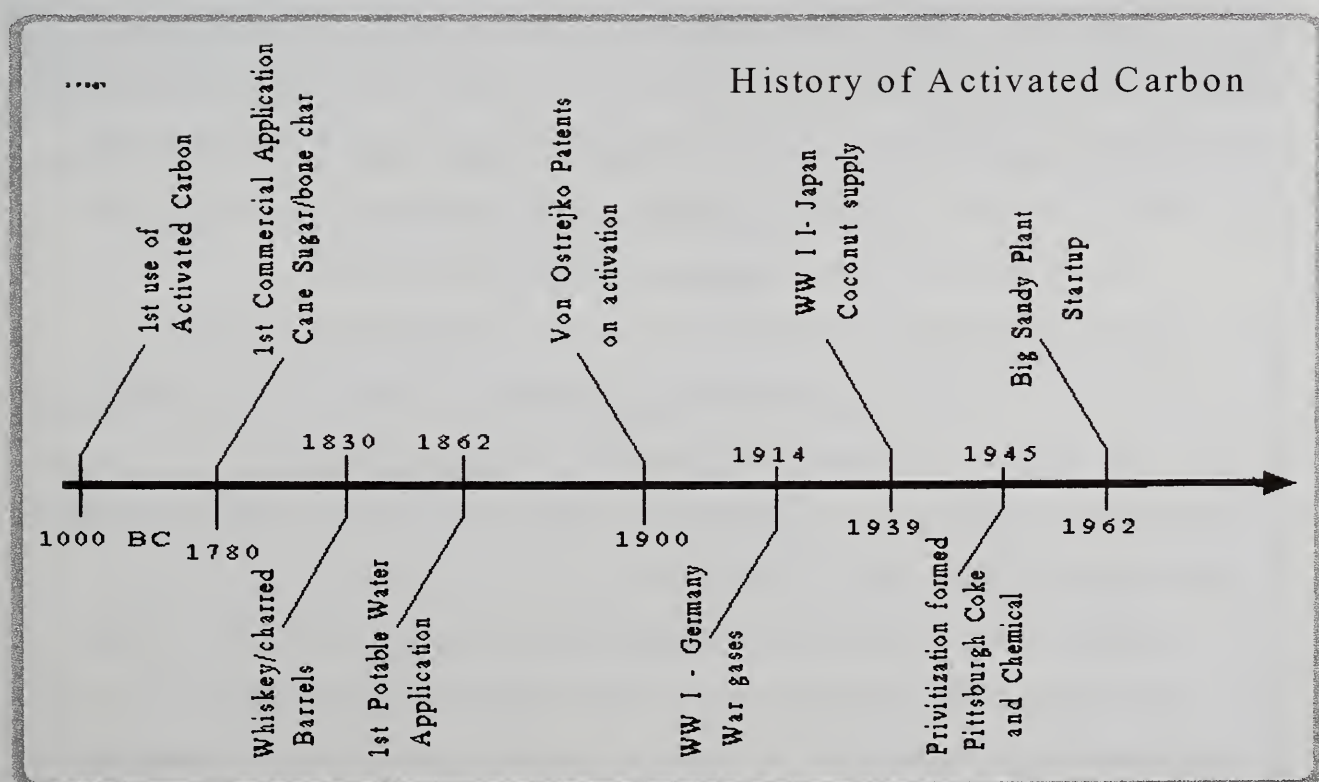 History of Activated Carbon
1st use of
Activated Carbon
1st Commercial Application
Cane Sugar/bone char
Von Ostrejko Patents
on activation
WW II-Japan
Coconut supply
Big Sandy Plant
Startup
1830
1862
1914
1945
1000 BC
1780
1900
1939
1962
Whiskey/charred
Barrels
1st Potable Water
Application
WW I - Germany
War gases
Privitization formed
Pittsburgh Coke
and Chemical